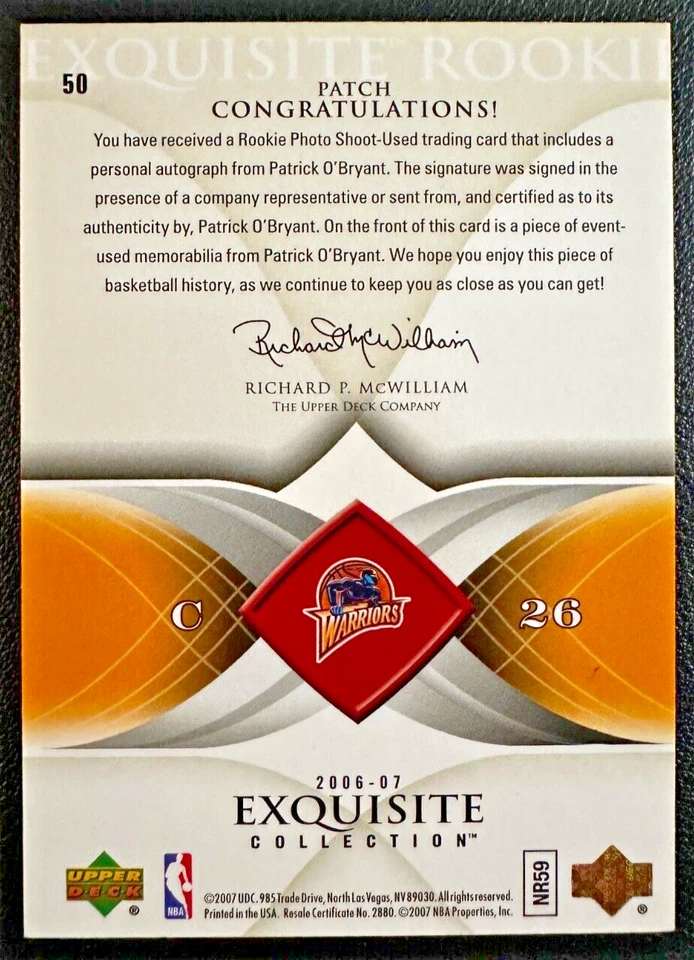 EXQUISITE™ ROOKI
50
PATCH
CONGRATULATIONS!
You have received a Rookie Photo Shoot-Used trading card that includes a
personal autograph from Patrick O'Bryant. The signature was signed in the
presence of a company representative or sent from, and certified as to its
authenticity by, Patrick O'Bryant. On the front of this card is a piece of event-
used memorabilia from Patrick O'Bryant. We hope you enjoy this piece of
basketball history, as we continue to keep you as close as you can get!
Richard P. McWilliam
RICHARD P. McWILLIAM
THE UPPER DECK COMPANY
C
WARRIORS
26
2006-07
EXQUISITE
COLLECTION™
UPPER
DECK
®
NBA
©2007 UDC. 985 Trade Drive, North Las Vegas, NV 89030. All rights reserved.
Printed in the USA. Resale Certificate No. 2880. ©2007 NBA Properties, Inc.
NR59
®